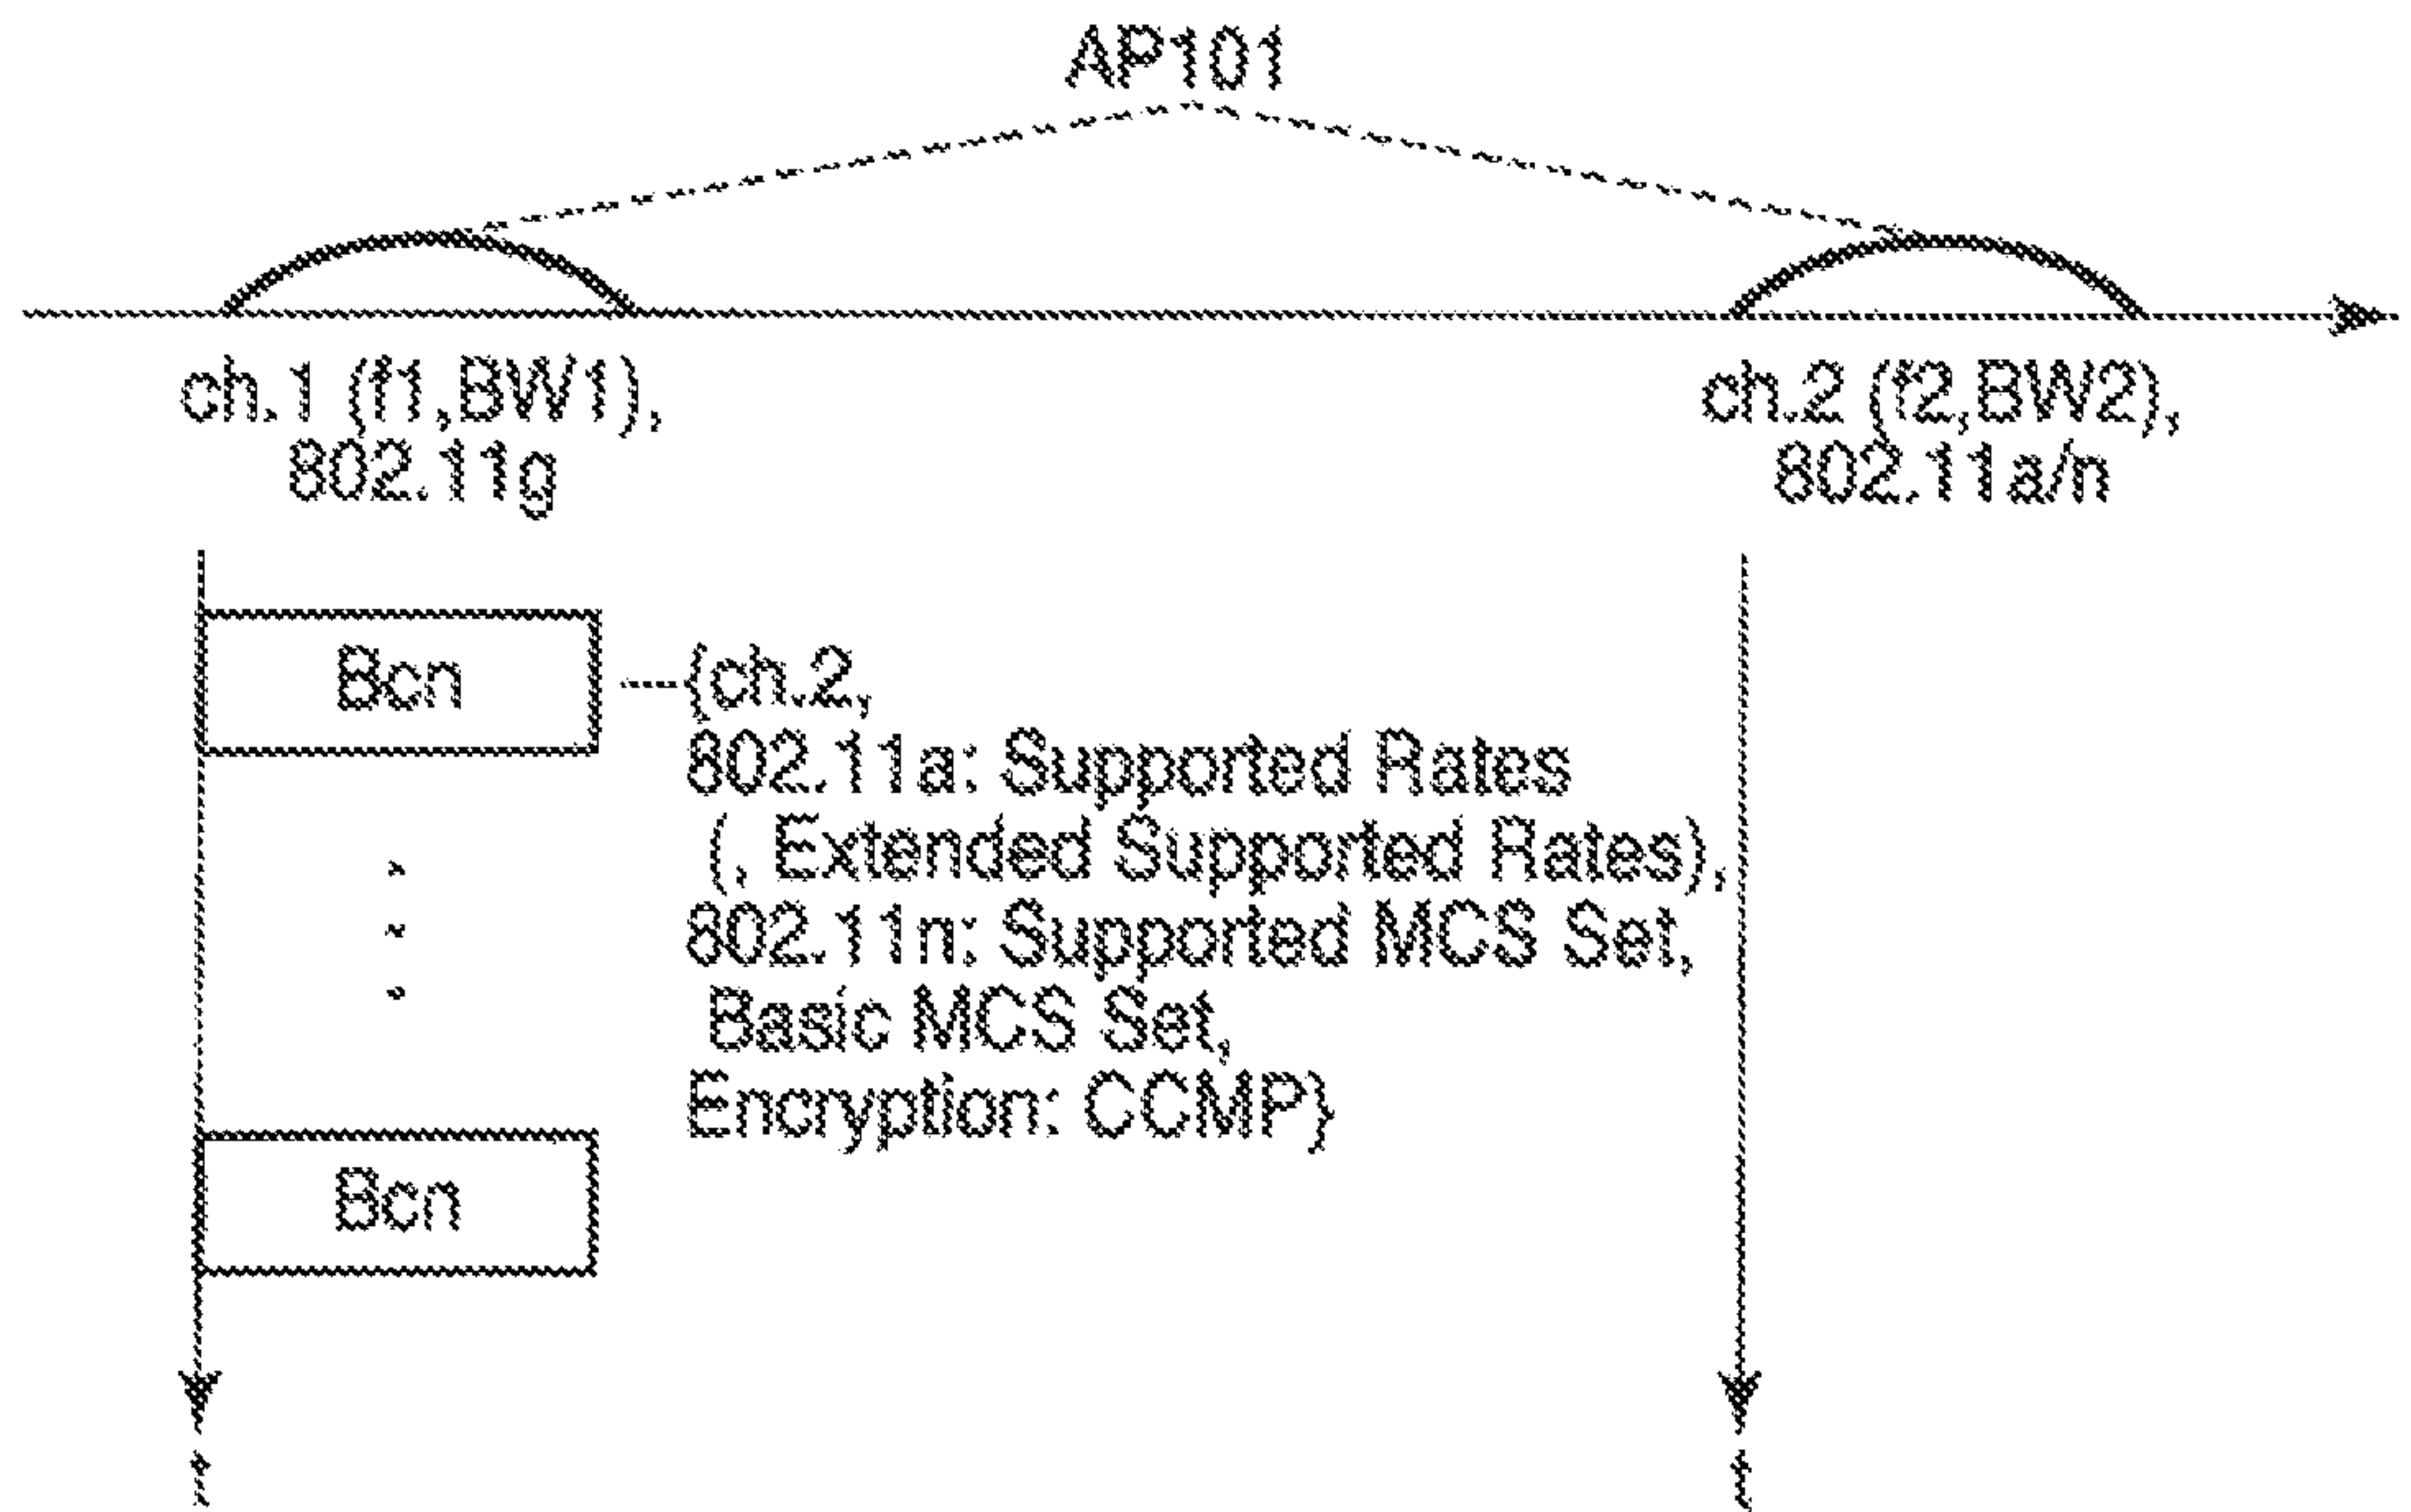 AP101
ch.1 (f1,BW1),
802.11g
ch.2 (f2,BW2),
802.11a/n
Bcn
{ch.2,
802.11a: Supported Rates
(, Extended Supported Rates),
802.11n: Supported MCS Set,
Basic MCS Set,
Encryption: CCMP}
Bcn
t
t